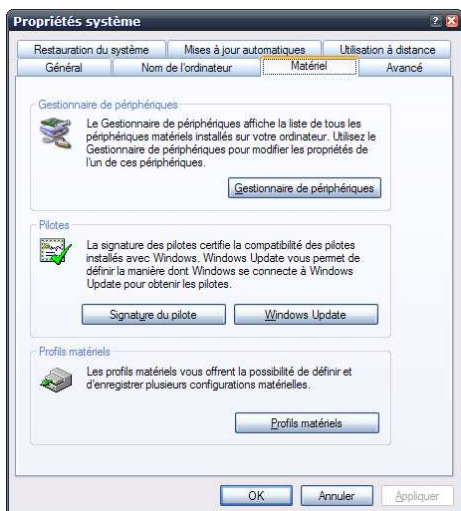 Propriétés système
Restauration du système Mises à jour automatiques Utilisation à distance
Général Nom de l'ordinateur Matériel Avancé
Gestionnaire de périphériques
Le Gestionnaire de périphériques affiche la liste de tous les
périphériques matériels installés sur votre ordinateur. Utilisez le
Gestionnaire de périphériques pour modifier les propriétés de
l'un de ces périphériques.
Gestionnaire de périphériques
Pilotes
La signature des pilotes certifie la compatibilité des pilotes
installés avec Windows. Windows Update vous permet de
définir la manière dont Windows se connecte à Windows
Update pour obtenir les pilotes.
Signature du pilote Windows Update
Profils matériels
Les profils matériels vous offrent la possibilité de définir et
d'enregistrer plusieurs configurations matérielles.
Profils matériels
OK Annuler Appliquer